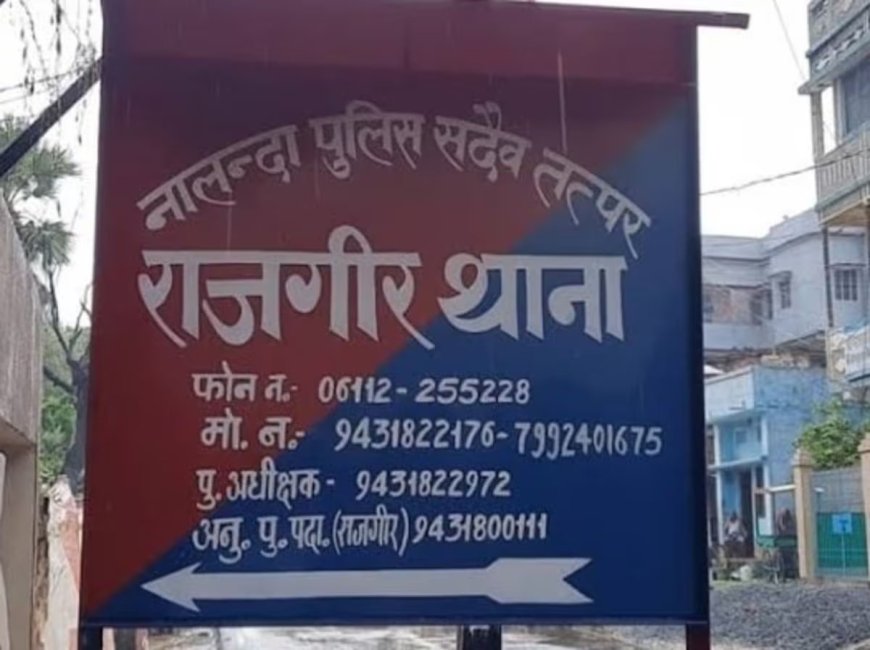 नालन्दा पुलिस सदैव तत्पर
राजगीर थाना
फोन न.- 06112-255228
मो. न.- 9431822176-7992401675
पु. अधीक्षक - 9431822972
अनु. पु. पदा. (राजगीर) 9431800111